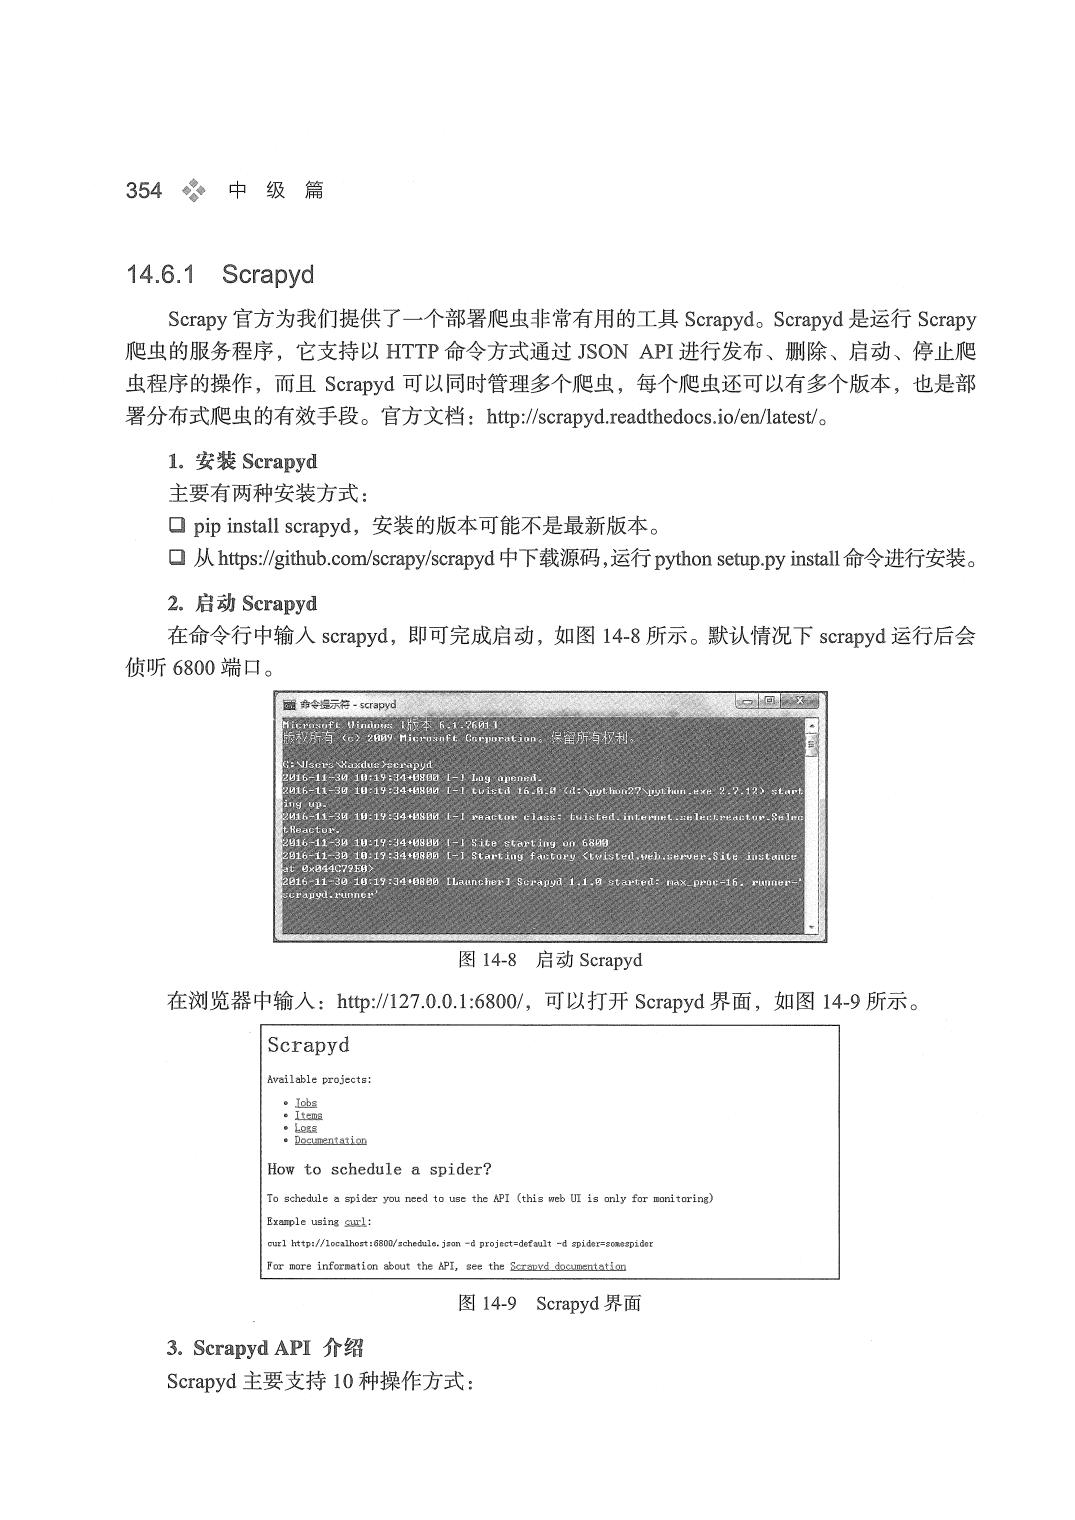 354 中 级 篇
14.6.1 Scrapyd
Scrapy 官方为我们提供了一个部署爬虫非常有用的工具 Scrapyd。Scrapyd 是运行 Scrapy
爬虫的服务程序，它支持以 HTTP 命令方式通过 JSON API 进行发布、删除、启动、停止爬
虫程序的操作，而且 Scrapyd 可以同时管理多个爬虫，每个爬虫还可以有多个版本，也是部
署分布式爬虫的有效手段。官方文档：http://scrapyd.readthedocs.io/en/latest/。
1. 安装 Scrapyd
主要有两种安装方式：
❏ pip install scrapyd，安装的版本可能不是最新版本。
❏ 从 https://github.com/scrapy/scrapyd 中下载源码，运行 python setup.py install 命令进行安装。
2. 启动 Scrapyd
在命令行中输入 scrapyd，即可完成启动，如图 14-8 所示。默认情况下 scrapyd 运行后会
侦听 6800 端口。
命令提示符 - scrapyd
Microsoft Windows [版本 6.1.7601]
版权所有 (c) 2009 Microsoft Corporation。保留所有权利。
C:\Users\Xaxdus>scrapyd
2016-11-30 10:19:34+0800 [-] Log opened.
2016-11-30 10:19:34+0800 [-] twistd 16.0.0 (d:\python27\python.exe 2.7.12) start
ing up.
2016-11-30 10:19:34+0800 [-] reactor class: twisted.internet.selectreactor.Selec
tReactor.
2016-11-30 10:19:34+0800 [-] Site starting on 6800
2016-11-30 10:19:34+0800 [-] Starting factory <twisted.web.server.Site instance
at 0x044C79E0>
2016-11-30 10:19:34+0800 [Launcher] Scrapyd 1.1.0 started: max_proc=16, runner='
scrapyd.runner'
图 14-8 启动 Scrapyd
在浏览器中输入：http://127.0.0.1:6800/，可以打开 Scrapyd 界面，如图 14-9 所示。
Scrapyd
Available projects:
• Jobs
• Items
• Logs
• Documentation
How to schedule a spider?
To schedule a spider you need to use the API (this web UI is only for monitoring)
Example using curl:
curl http://localhost:6800/schedule.json -d project=default -d spider=somespider
For more information about the API, see the Scrapyd documentation
图 14-9 Scrapyd 界面
3. Scrapyd API 介绍
Scrapyd 主要支持 10 种操作方式：